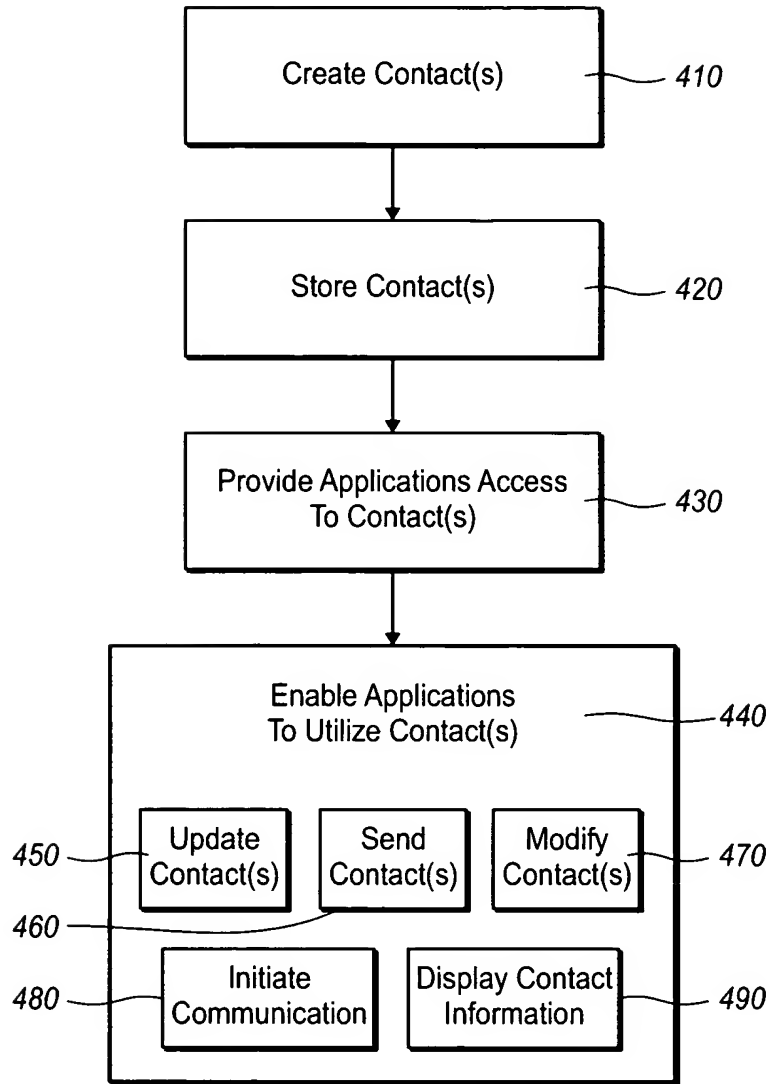 Create Contact(s)
410
Store Contact(s)
420
Provide Applications Access
To Contact(s)
430
Enable Applications
To Utilize Contact(s)
440
450
Update
Contact(s)
Send
Contact(s)
Modify
Contact(s)
470
460
480
Initiate
Communication
Display Contact
Information
490